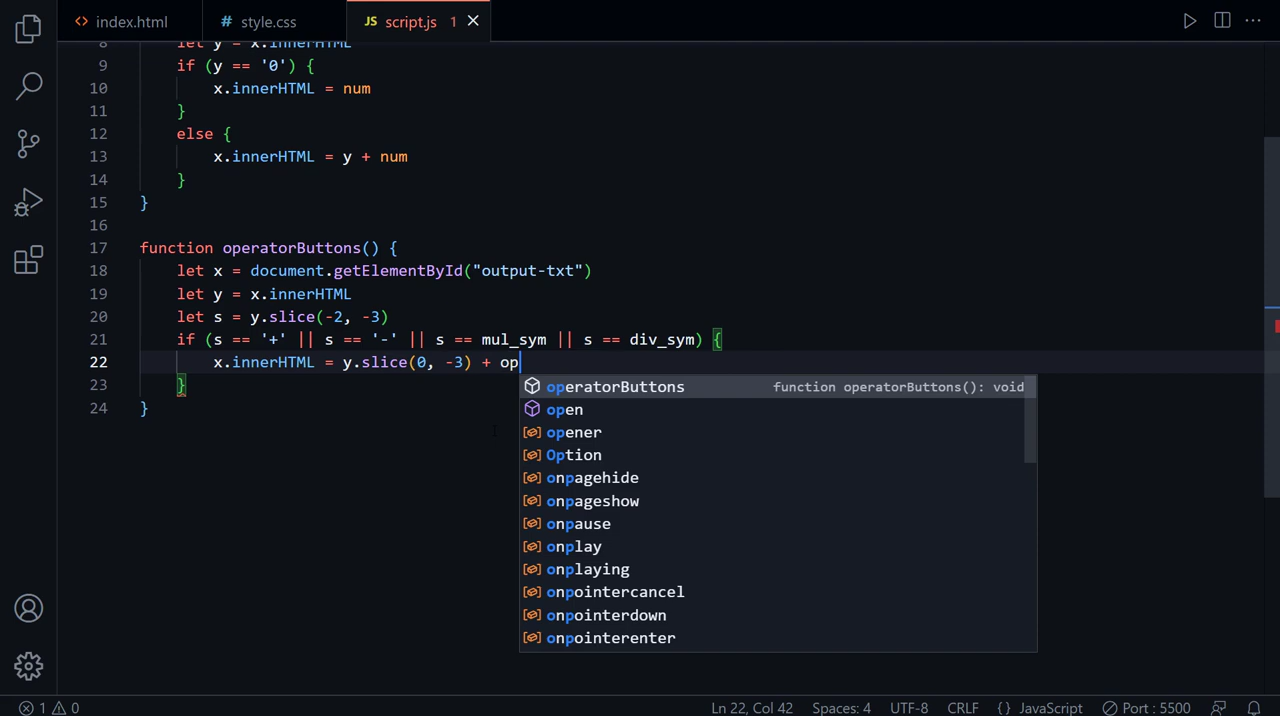 index.html
style.css
script.js 1
8 let y = x.innerHTML
9 if (y == '0') {
10 x.innerHTML = num
11 }
12 else {
13 x.innerHTML = y + num
14 }
15 }
16
17 function operatorButtons() {
18 let x = document.getElementById("output-txt")
19 let y = x.innerHTML
20 let s = y.slice(-2, -3)
21 if (s == '+' || s == '-' || s == mul_sym || s == div_sym) {
22 x.innerHTML = y.slice(0, -3) + op
23 }
24 }
operatorButtons function operatorButtons(): void
open
opener
Option
onpagehide
onpageshow
onpause
onplay
onplaying
onpointercancel
onpointerdown
onpointerenter
1 0 Ln 22, Col 42 Spaces: 4 UTF-8 CRLF {} JavaScript Port : 5500